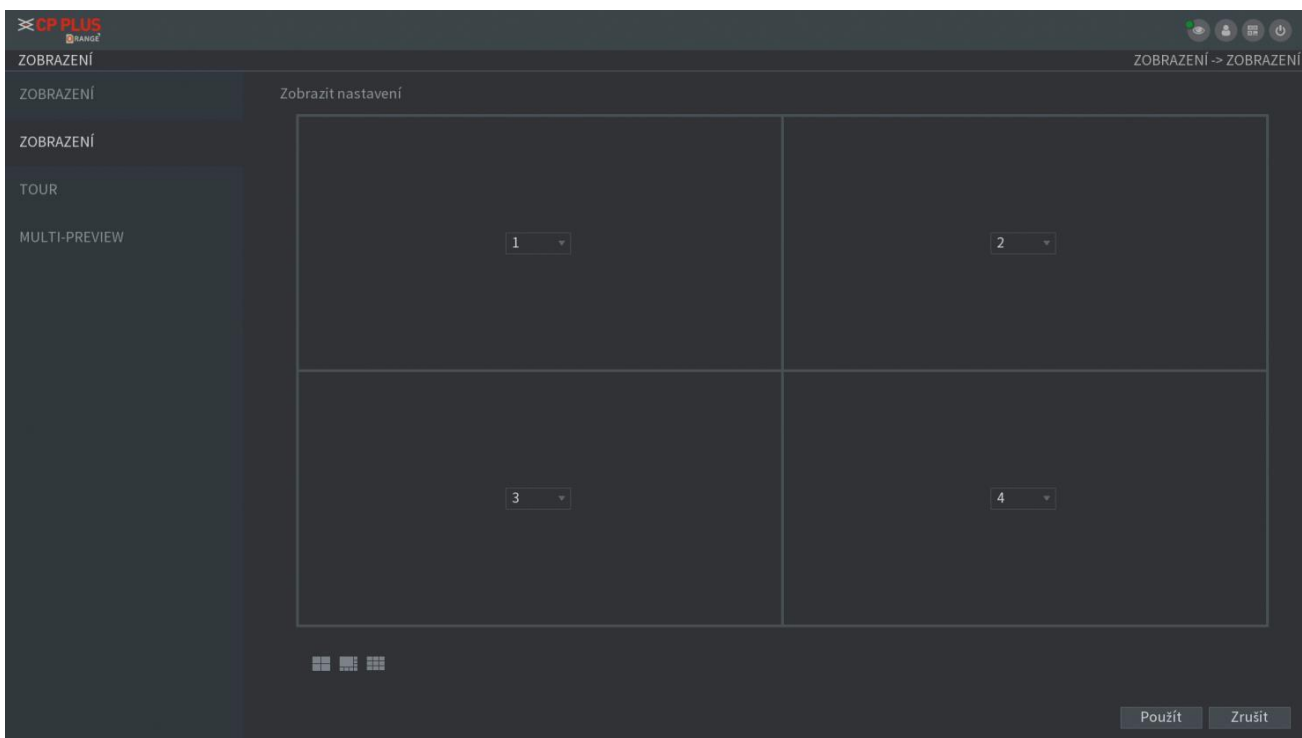 CP PLUS
ORANGE
ZOBRAZENÍ
ZOBRAZENÍ -> ZOBRAZENÍ
ZOBRAZENÍ
Zobrazit nastavení
ZOBRAZENÍ
TOUR
MULTI-PREVIEW
1
2
3
4
Použít
Zrušit